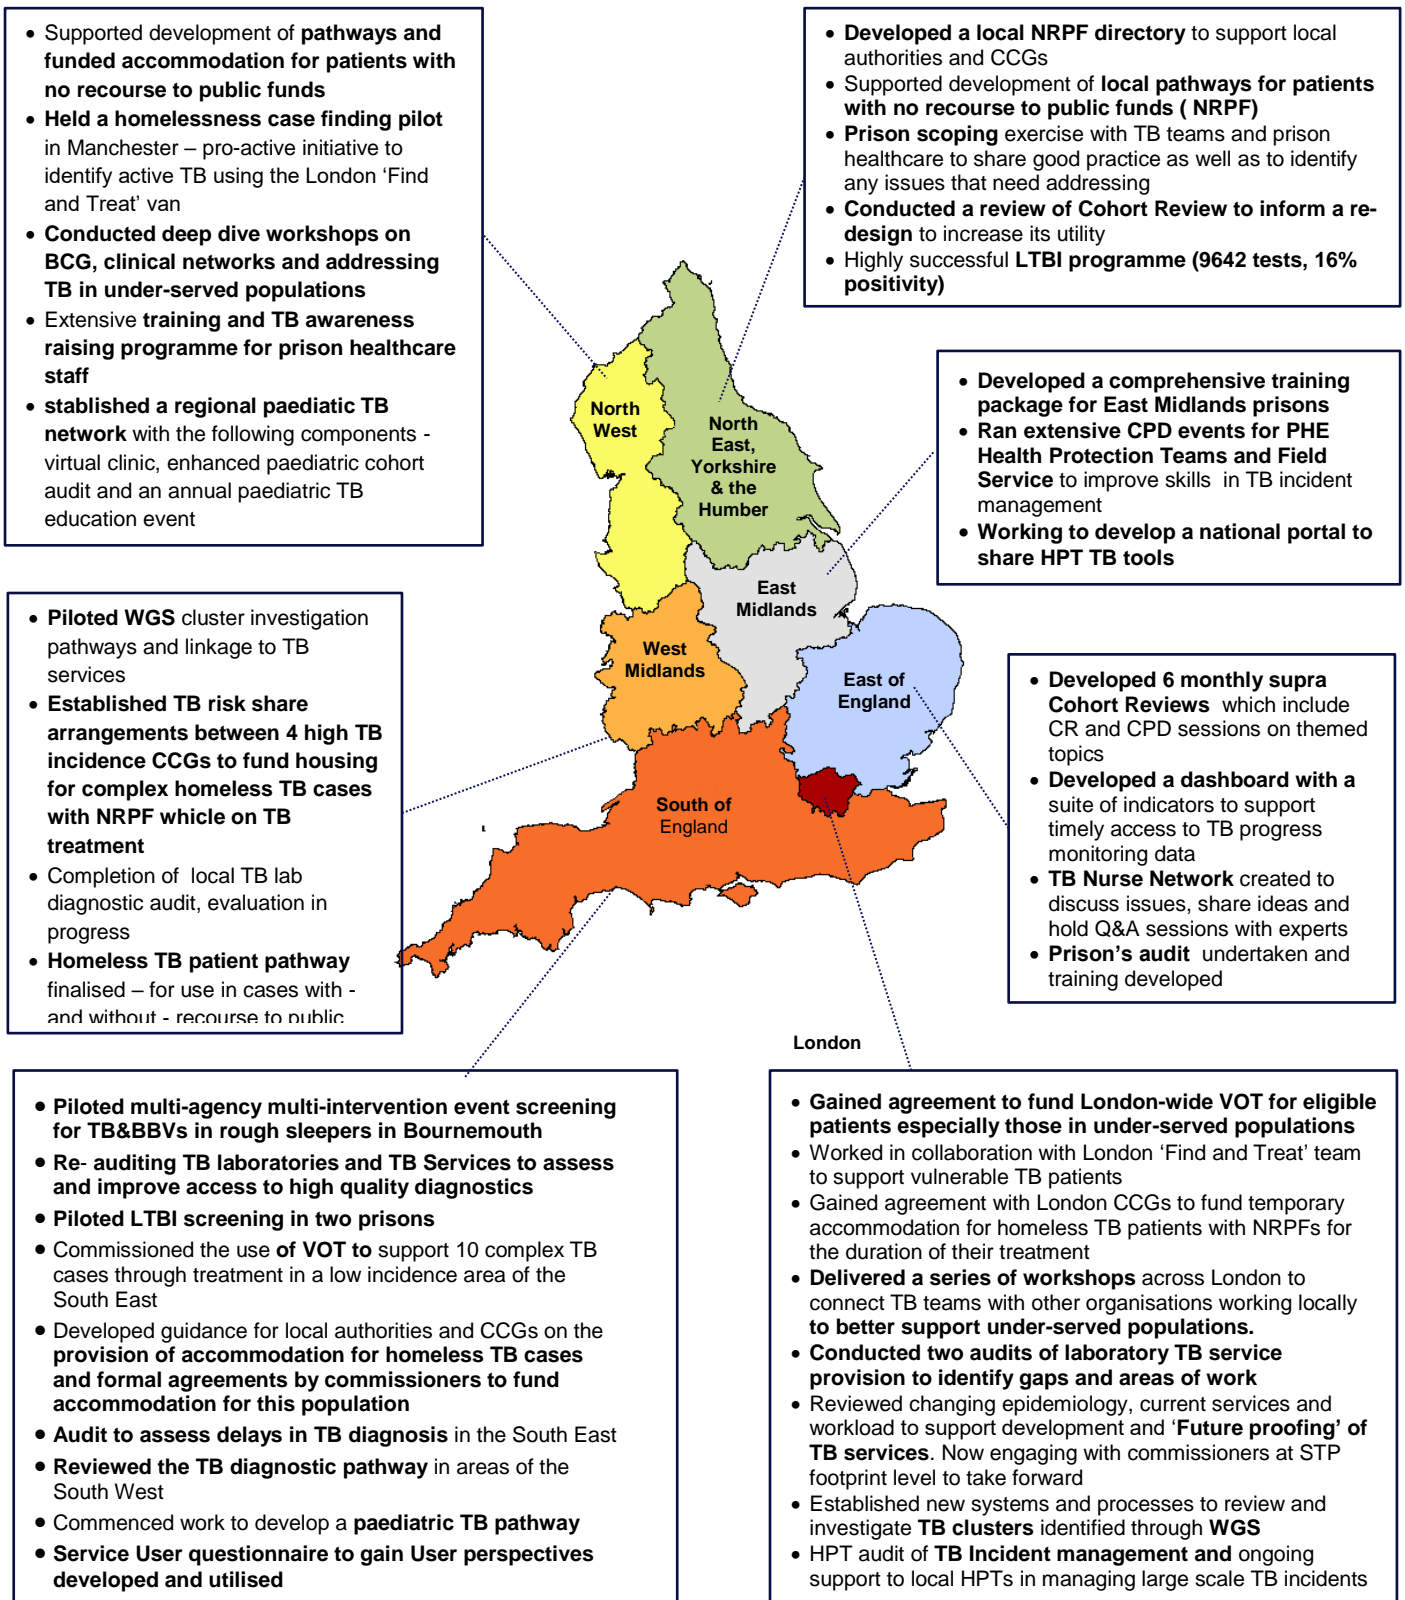 • Supported development of pathways and
funded accommodation for patients with
no recourse to public funds
• Held a homelessness case finding pilot
in Manchester – pro-active initiative to
identify active TB using the London ‘Find
and Treat’ van
• Conducted deep dive workshops on
BCG, clinical networks and addressing
TB in under-served populations
• Extensive training and TB awareness
raising programme for prison healthcare
staff
• stablished a regional paediatic TB
network with the following components -
virtual clinic, enhanced paediatric cohort
audit and an annual paediatric TB
education event
• Developed a local NRPF directory to support local
authorities and CCGs
• Supported development of local pathways for patients
with no recourse to public funds ( NRPF)
• Prison scoping exercise with TB teams and prison
healthcare to share good practice as well as to identify
any issues that need addressing
• Conducted a review of Cohort Review to inform a re-
design to increase its utility
• Highly successful LTBI programme (9642 tests, 16%
positivity)
• Developed a comprehensive training
package for East Midlands prisons
• Ran extensive CPD events for PHE
Health Protection Teams and Field
Service to improve skills in TB incident
management
• Working to develop a national portal to
share HPT TB tools
North
West
North
East,
Yorkshire
& the
Humber
East
Midlands
West
Midlands
East of
England
South of
England
London
• Piloted WGS cluster investigation
pathways and linkage to TB
services
• Established TB risk share
arrangements between 4 high TB
incidence CCGs to fund housing
for complex homeless TB cases
with NRPF whicle on TB
treatment
• Completion of local TB lab
diagnostic audit, evaluation in
progress
• Homeless TB patient pathway
finalised – for use in cases with -
and without - recourse to public
• Developed 6 monthly supra
Cohort Reviews which include
CR and CPD sessions on themed
topics
• Developed a dashboard with a
suite of indicators to support
timely access to TB progress
monitoring data
• TB Nurse Network created to
discuss issues, share ideas and
hold Q&A sessions with experts
• Prison’s audit undertaken and
training developed
• Piloted multi-agency multi-intervention event screening
for TB&BBVs in rough sleepers in Bournemouth
• Re- auditing TB laboratories and TB Services to assess
and improve access to high quality diagnostics
• Piloted LTBI screening in two prisons
• Commissioned the use of VOT to support 10 complex TB
cases through treatment in a low incidence area of the
South East
• Developed guidance for local authorities and CCGs on the
provision of accommodation for homeless TB cases
and formal agreements by commissioners to fund
accommodation for this population
• Audit to assess delays in TB diagnosis in the South East
• Reviewed the TB diagnostic pathway in areas of the
South West
• Commenced work to develop a paediatric TB pathway
• Service User questionnaire to gain User perspectives
developed and utilised
• Gained agreement to fund London-wide VOT for eligible
patients especially those in under-served populations
• Worked in collaboration with London ‘Find and Treat’ team
to support vulnerable TB patients
• Gained agreement with London CCGs to fund temporary
accommodation for homeless TB patients with NRPFs for
the duration of their treatment
• Delivered a series of workshops across London to
connect TB teams with other organisations working locally
to better support under-served populations.
• Conducted two audits of laboratory TB service
provision to identify gaps and areas of work
• Reviewed changing epidemiology, current services and
workload to support development and ‘Future proofing’ of
TB services. Now engaging with commissioners at STP
footprint level to take forward
• Established new systems and processes to review and
investigate TB clusters identified through WGS
• HPT audit of TB Incident management and ongoing
support to local HPTs in managing large scale TB incidents